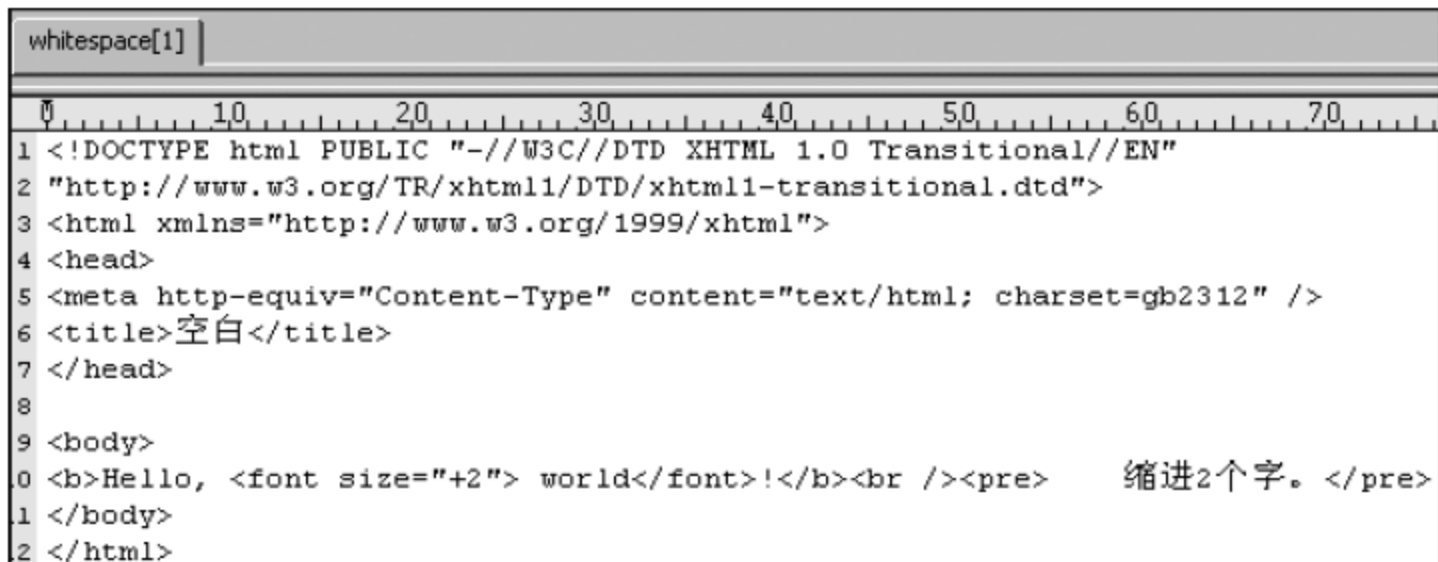 whitespace[1]
0 10 20 30 40 50 60 70
1 <!DOCTYPE html PUBLIC "-//W3C//DTD XHTML 1.0 Transitional//EN"
2 "http://www.w3.org/TR/xhtml1/DTD/xhtml1-transitional.dtd">
3 <html xmlns="http://www.w3.org/1999/xhtml">
4 <head>
5 <meta http-equiv="Content-Type" content="text/html; charset=gb2312" />
6 <title>空白</title>
7 </head>
8
9 <body>
10 <b>Hello, <font size="+2"> world</font>!</b><br /><pre>    缩进2个字。</pre>
11 </body>
12 </html>